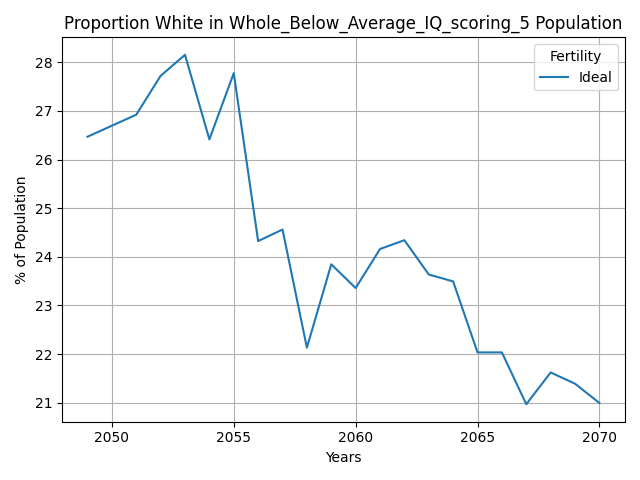 Proportion White in Whole_Below_Average_IQ_scoring_5 Population
Fertility
Ideal
28
27
26
25
24
23
22
21
% of Population
2050 2055 2060 2065 2070
Years